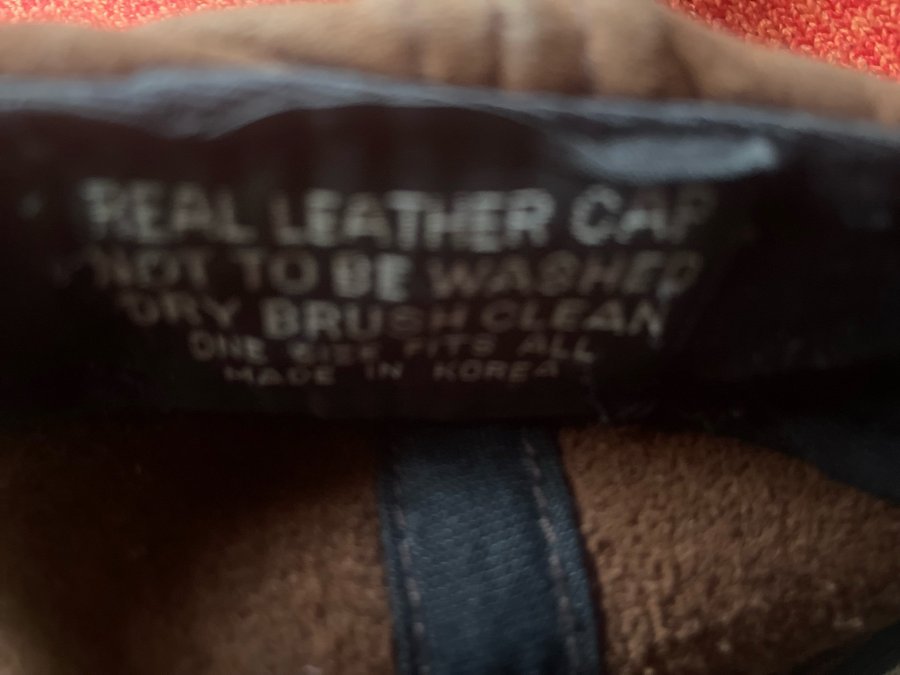 REAL LEATHER CAP
NOT TO BE WASHED
DRY BRUSH CLEAN
ONE SIZE FITS ALL
MADE IN KOREA